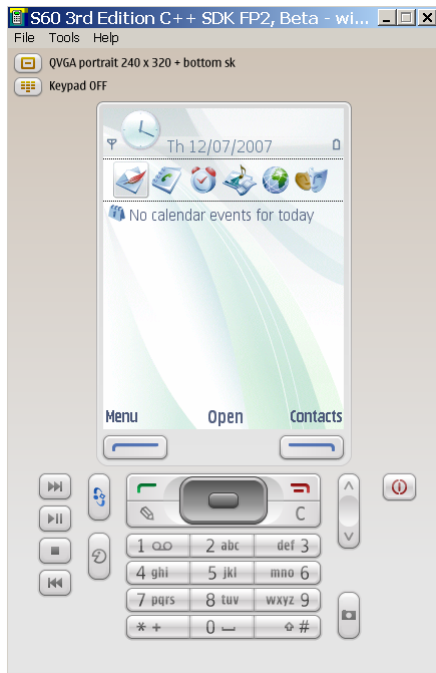 S60 3rd Edition C++ SDK FP2, Beta - wi...
File Tools Help
QVGA portrait 240 x 320 + bottom sk
Keypad OFF
Th 12/07/2007
No calendar events for today
Menu Open Contacts
C
1 2 abc def 3
4 ghi 5 jkl mno 6
7 pqrs 8 tuv wxyz 9
* + 0 #